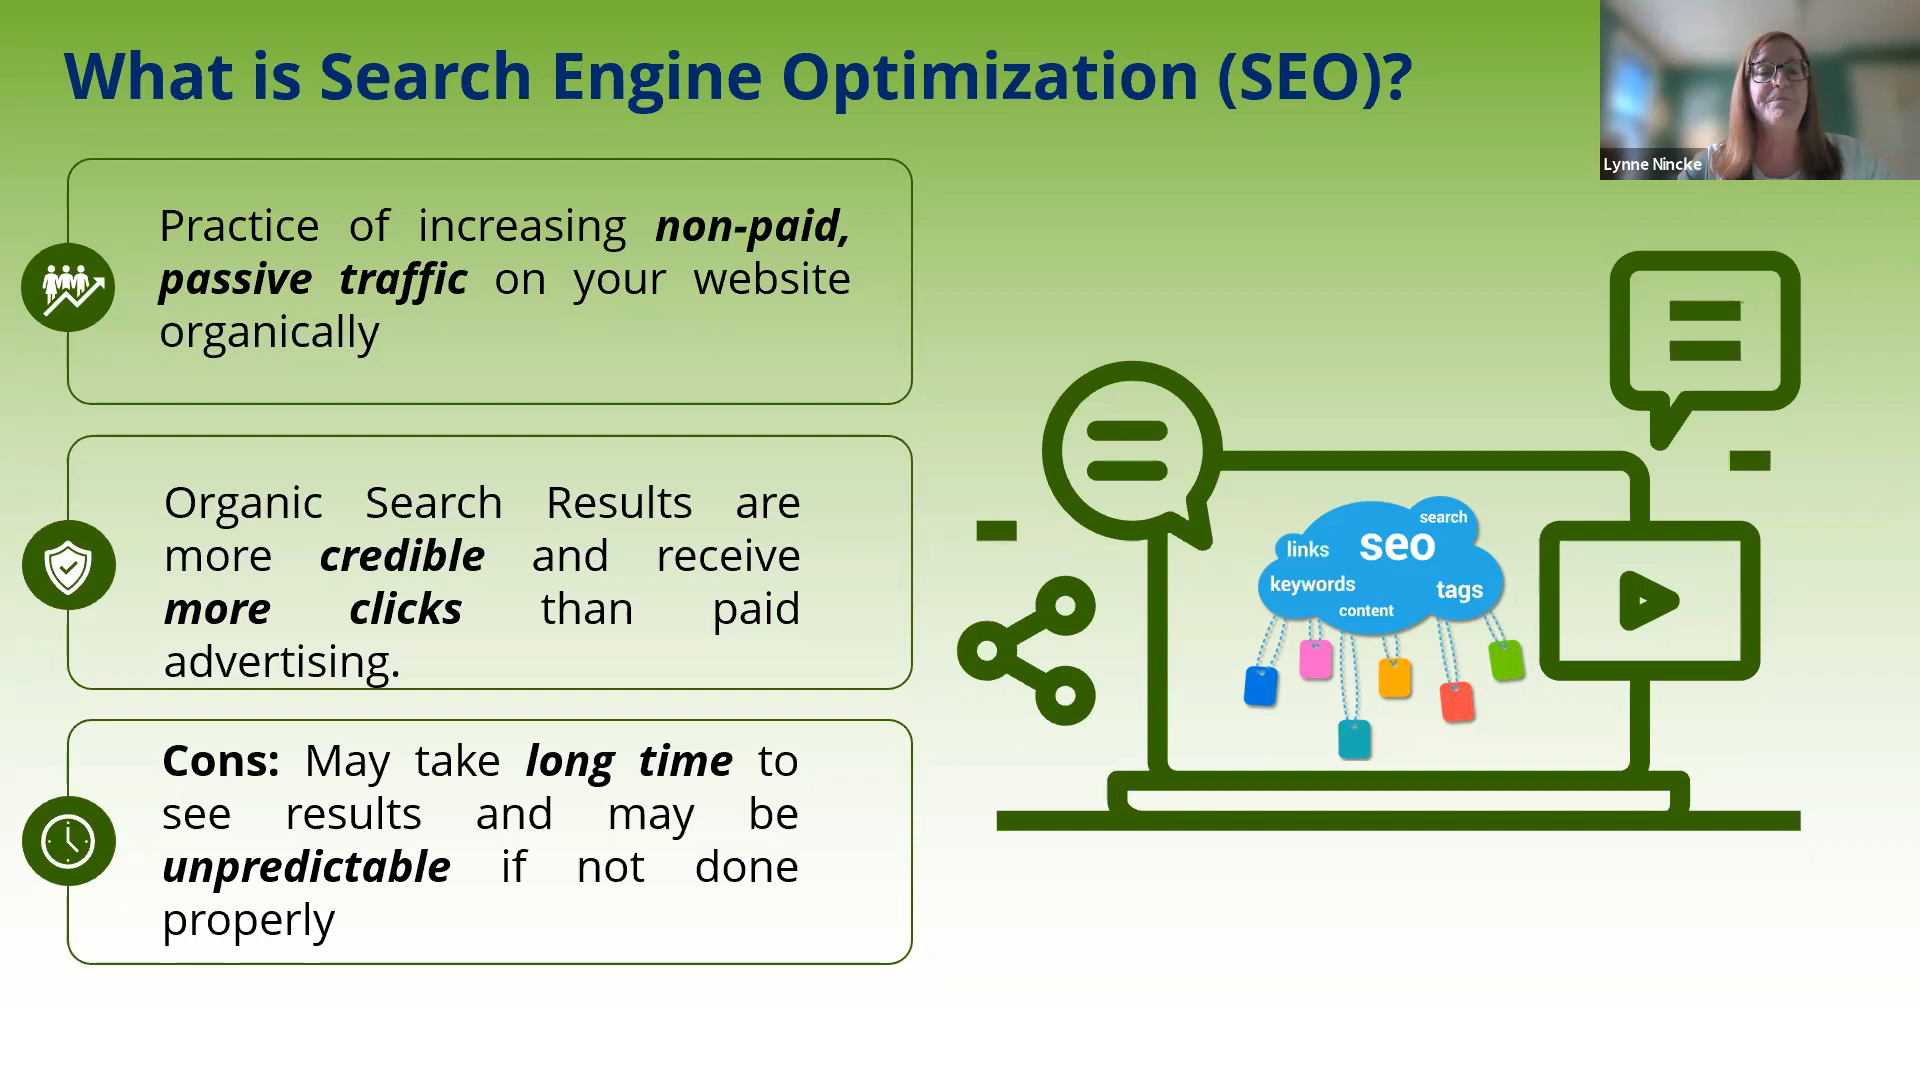 What is Search Engine Optimization (SEO)?
Lynne Nincke
Practice of increasing non-paid,
passive traffic on your website
organically
Organic Search Results are
more credible and receive
more clicks than paid
advertising.
Cons: May take long time to
see results and may be
unpredictable if not done
properly
search
seo
links
keywords
tags
content